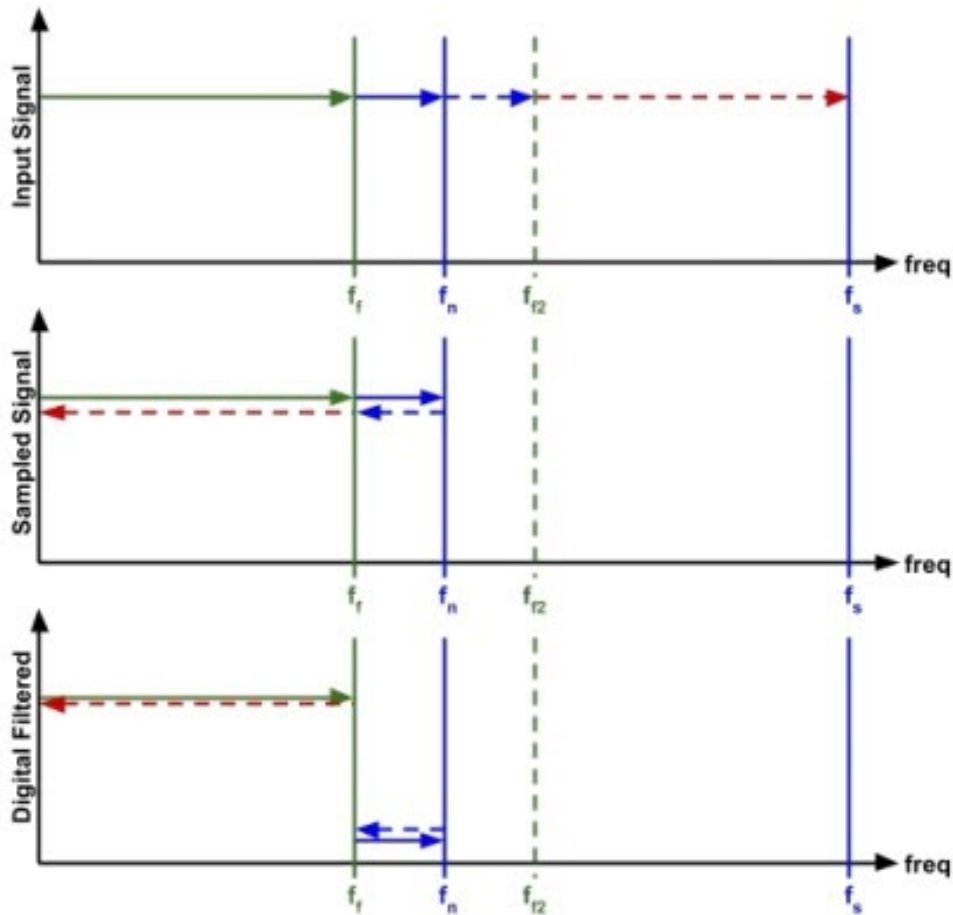 Input Signal
freq
f_f f_n f_f2 f_s
Sampled Signal
freq
f_f f_n f_f2 f_s
Digital Filtered
freq
f_f f_n f_f2 f_s